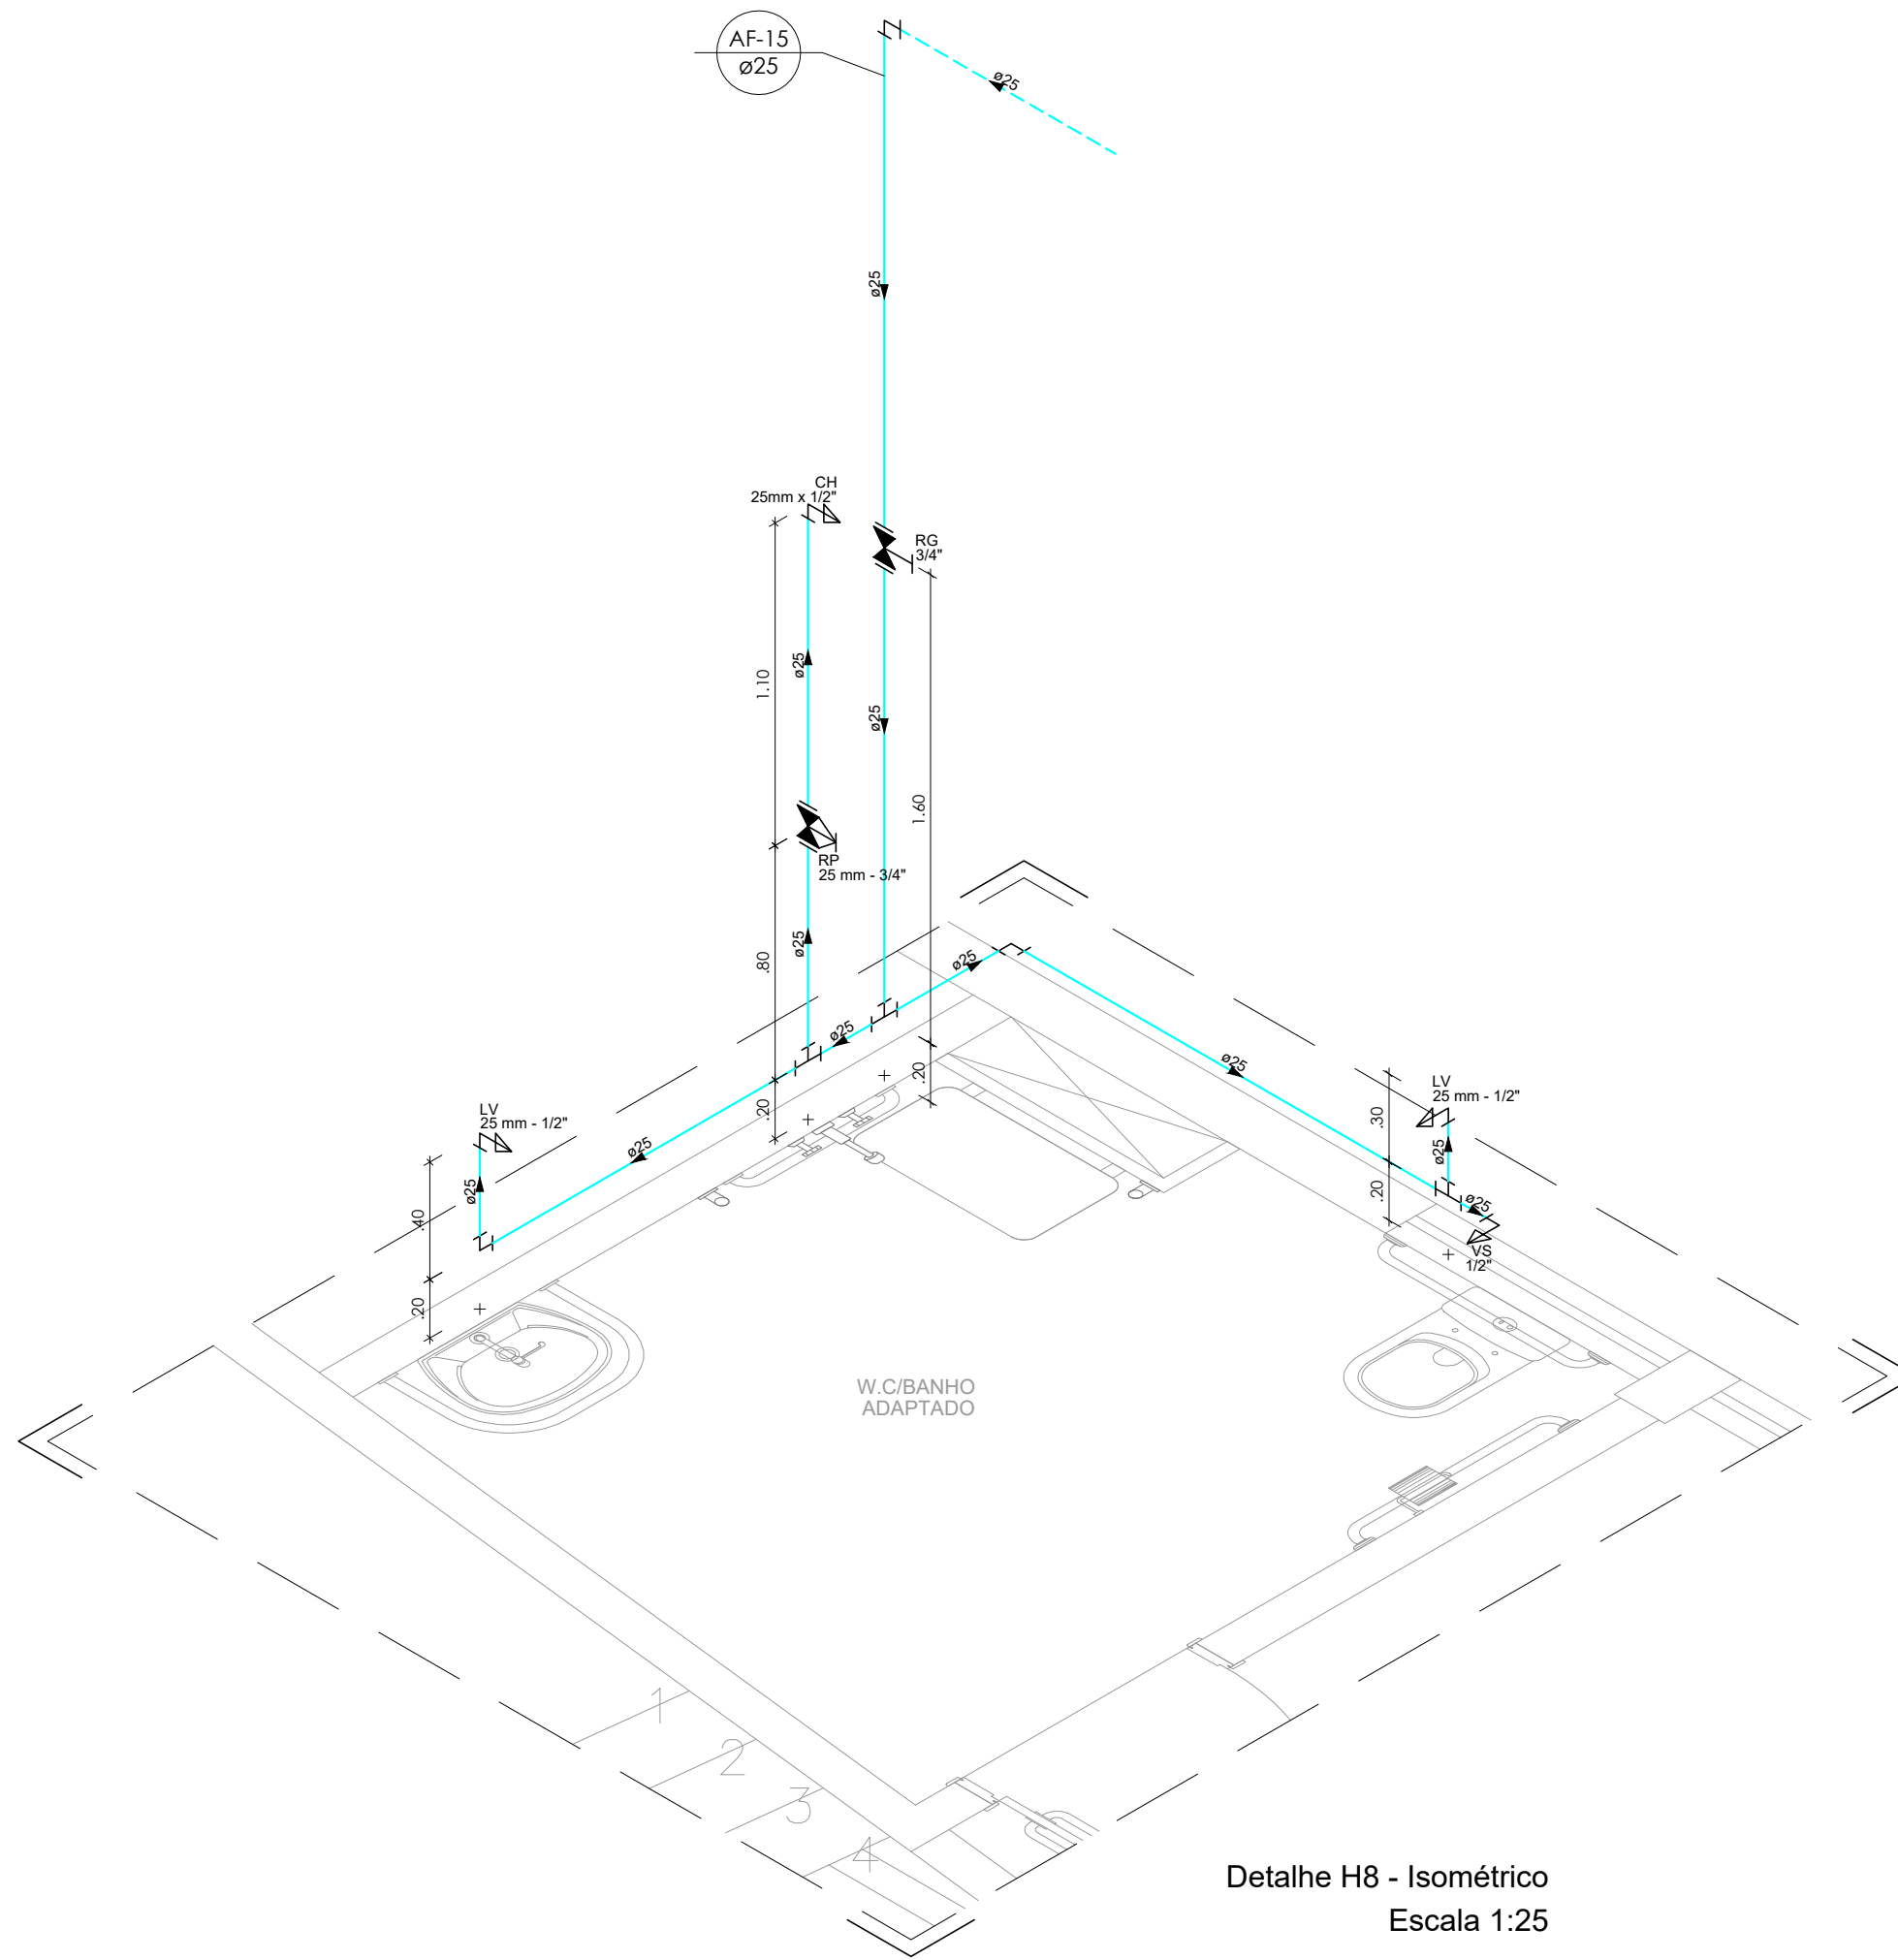 AF-15
ø25
ø25
ø25
CH
25mm x 1/2"
RG
3/4"
1.10
ø25
ø25
1.60
RP
25 mm - 3/4"
.80
ø25
ø25
ø25
.20
.20
ø25
ø25
LV
25 mm - 1/2"
ø25
.40
.20
LV
25 mm - 1/2"
.30
ø25
.20
ø25
VS
1/2"
W.C/BANHO
ADAPTADO
1
2
3
4
Detalhe H8 - Isométrico
Escala 1:25